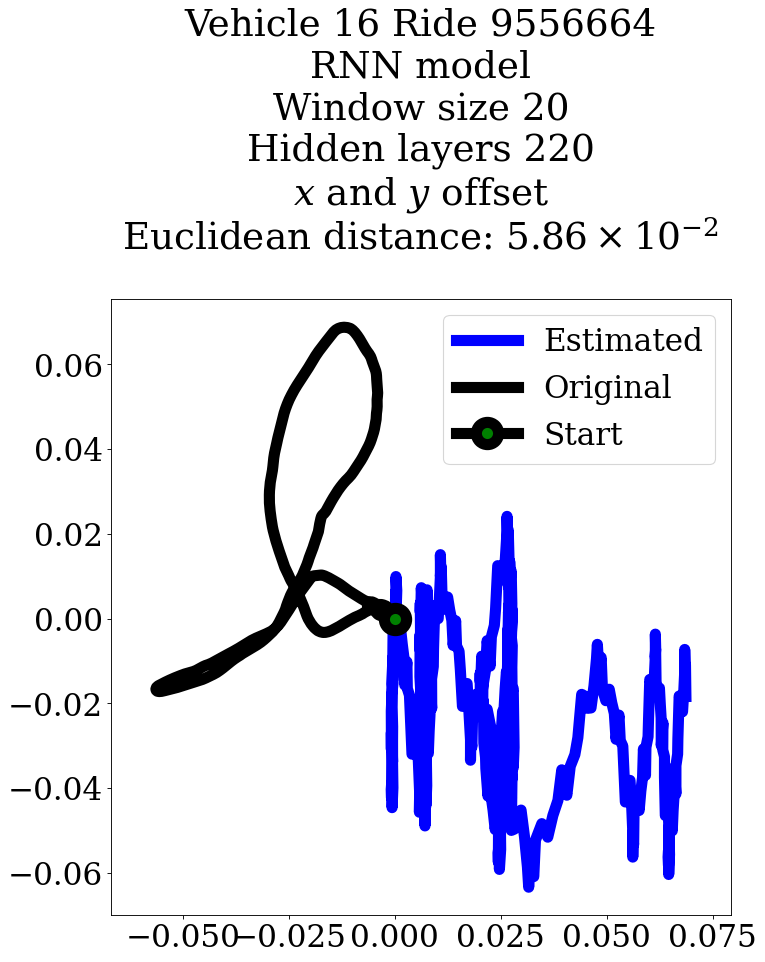 Vehicle 16 Ride 9556664
RNN model
Window size 20
Hidden layers 220
x and y offset
Euclidean distance: 5.86 × 10⁻²
Estimated
Original
Start
0.06
0.04
0.02
0.00
−0.02
−0.04
−0.06
−0.050 −0.025 0.000 0.025 0.050 0.075